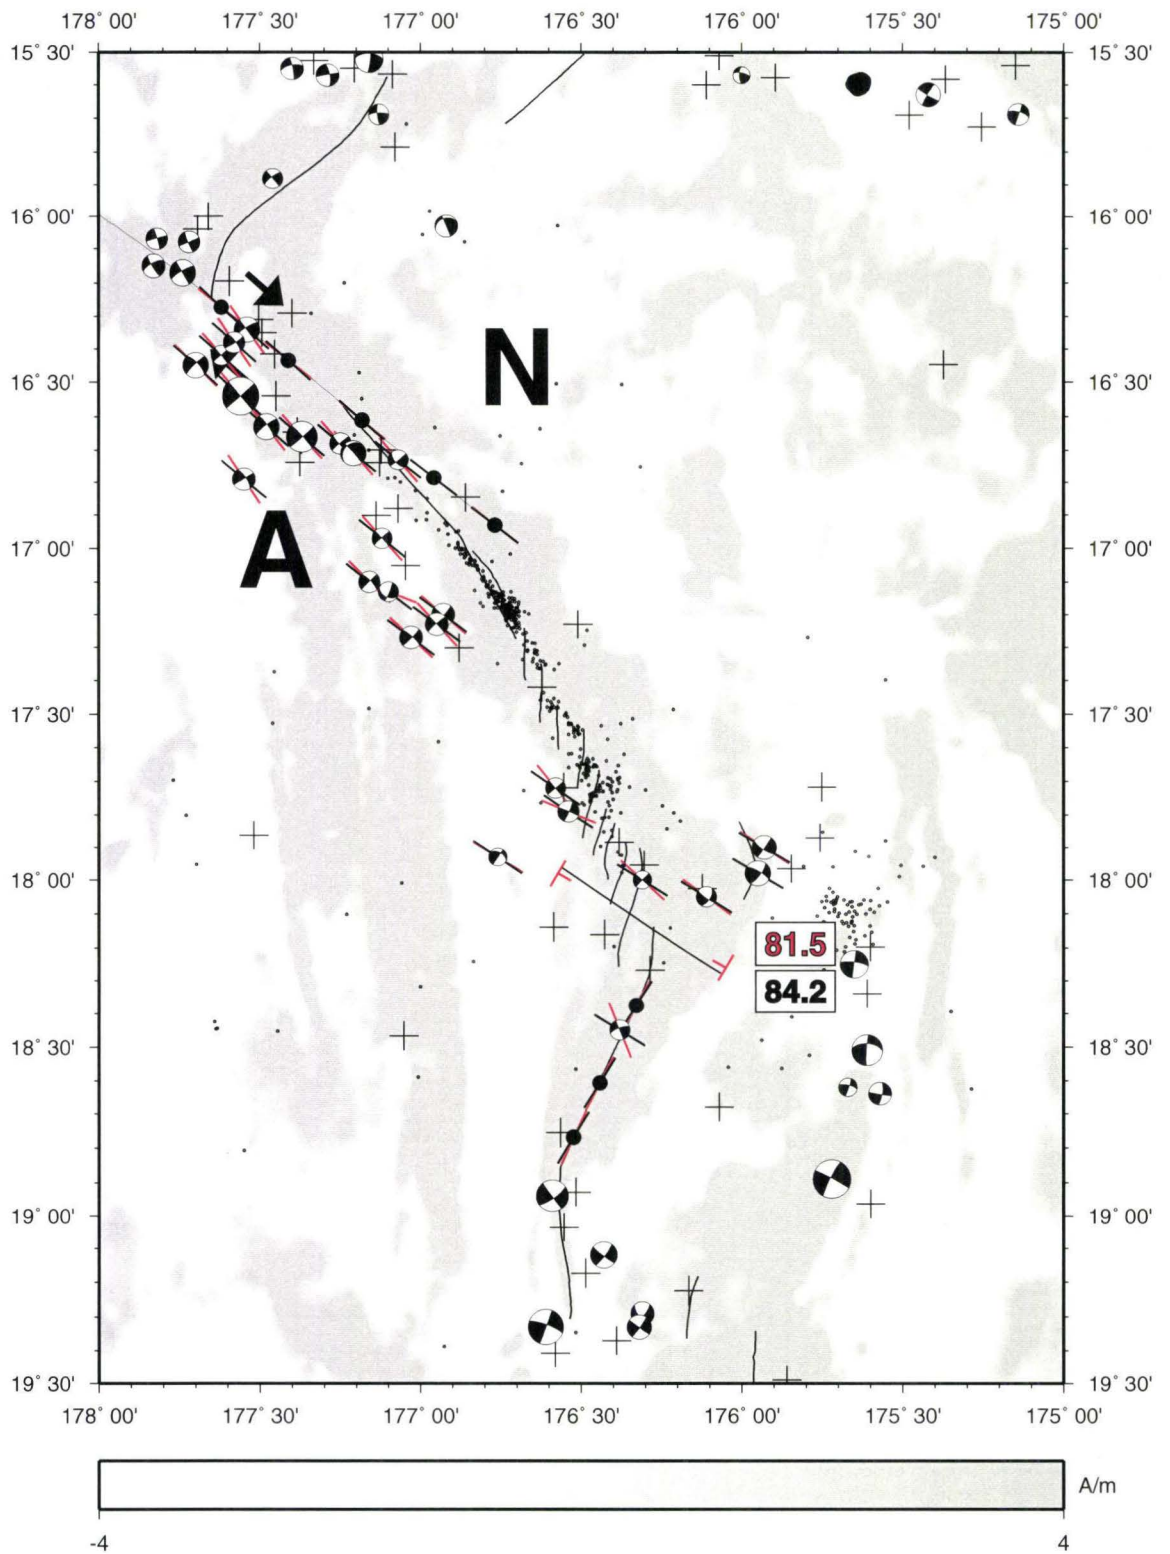 178° 00' 177° 30' 177° 00' 176° 30' 176° 00' 175° 30' 175° 00'
15° 30' 15° 30'
16° 00' 16° 00'
N
16° 30' 16° 30'
A
17° 00' 17° 00'
17° 30' 17° 30'
18° 00' 18° 00'
81.5
84.2
18° 30' 18° 30'
19° 00' 19° 00'
19° 30' 19° 30'
178° 00' 177° 30' 177° 00' 176° 30' 176° 00' 175° 30' 175° 00'
A/m
-4 4